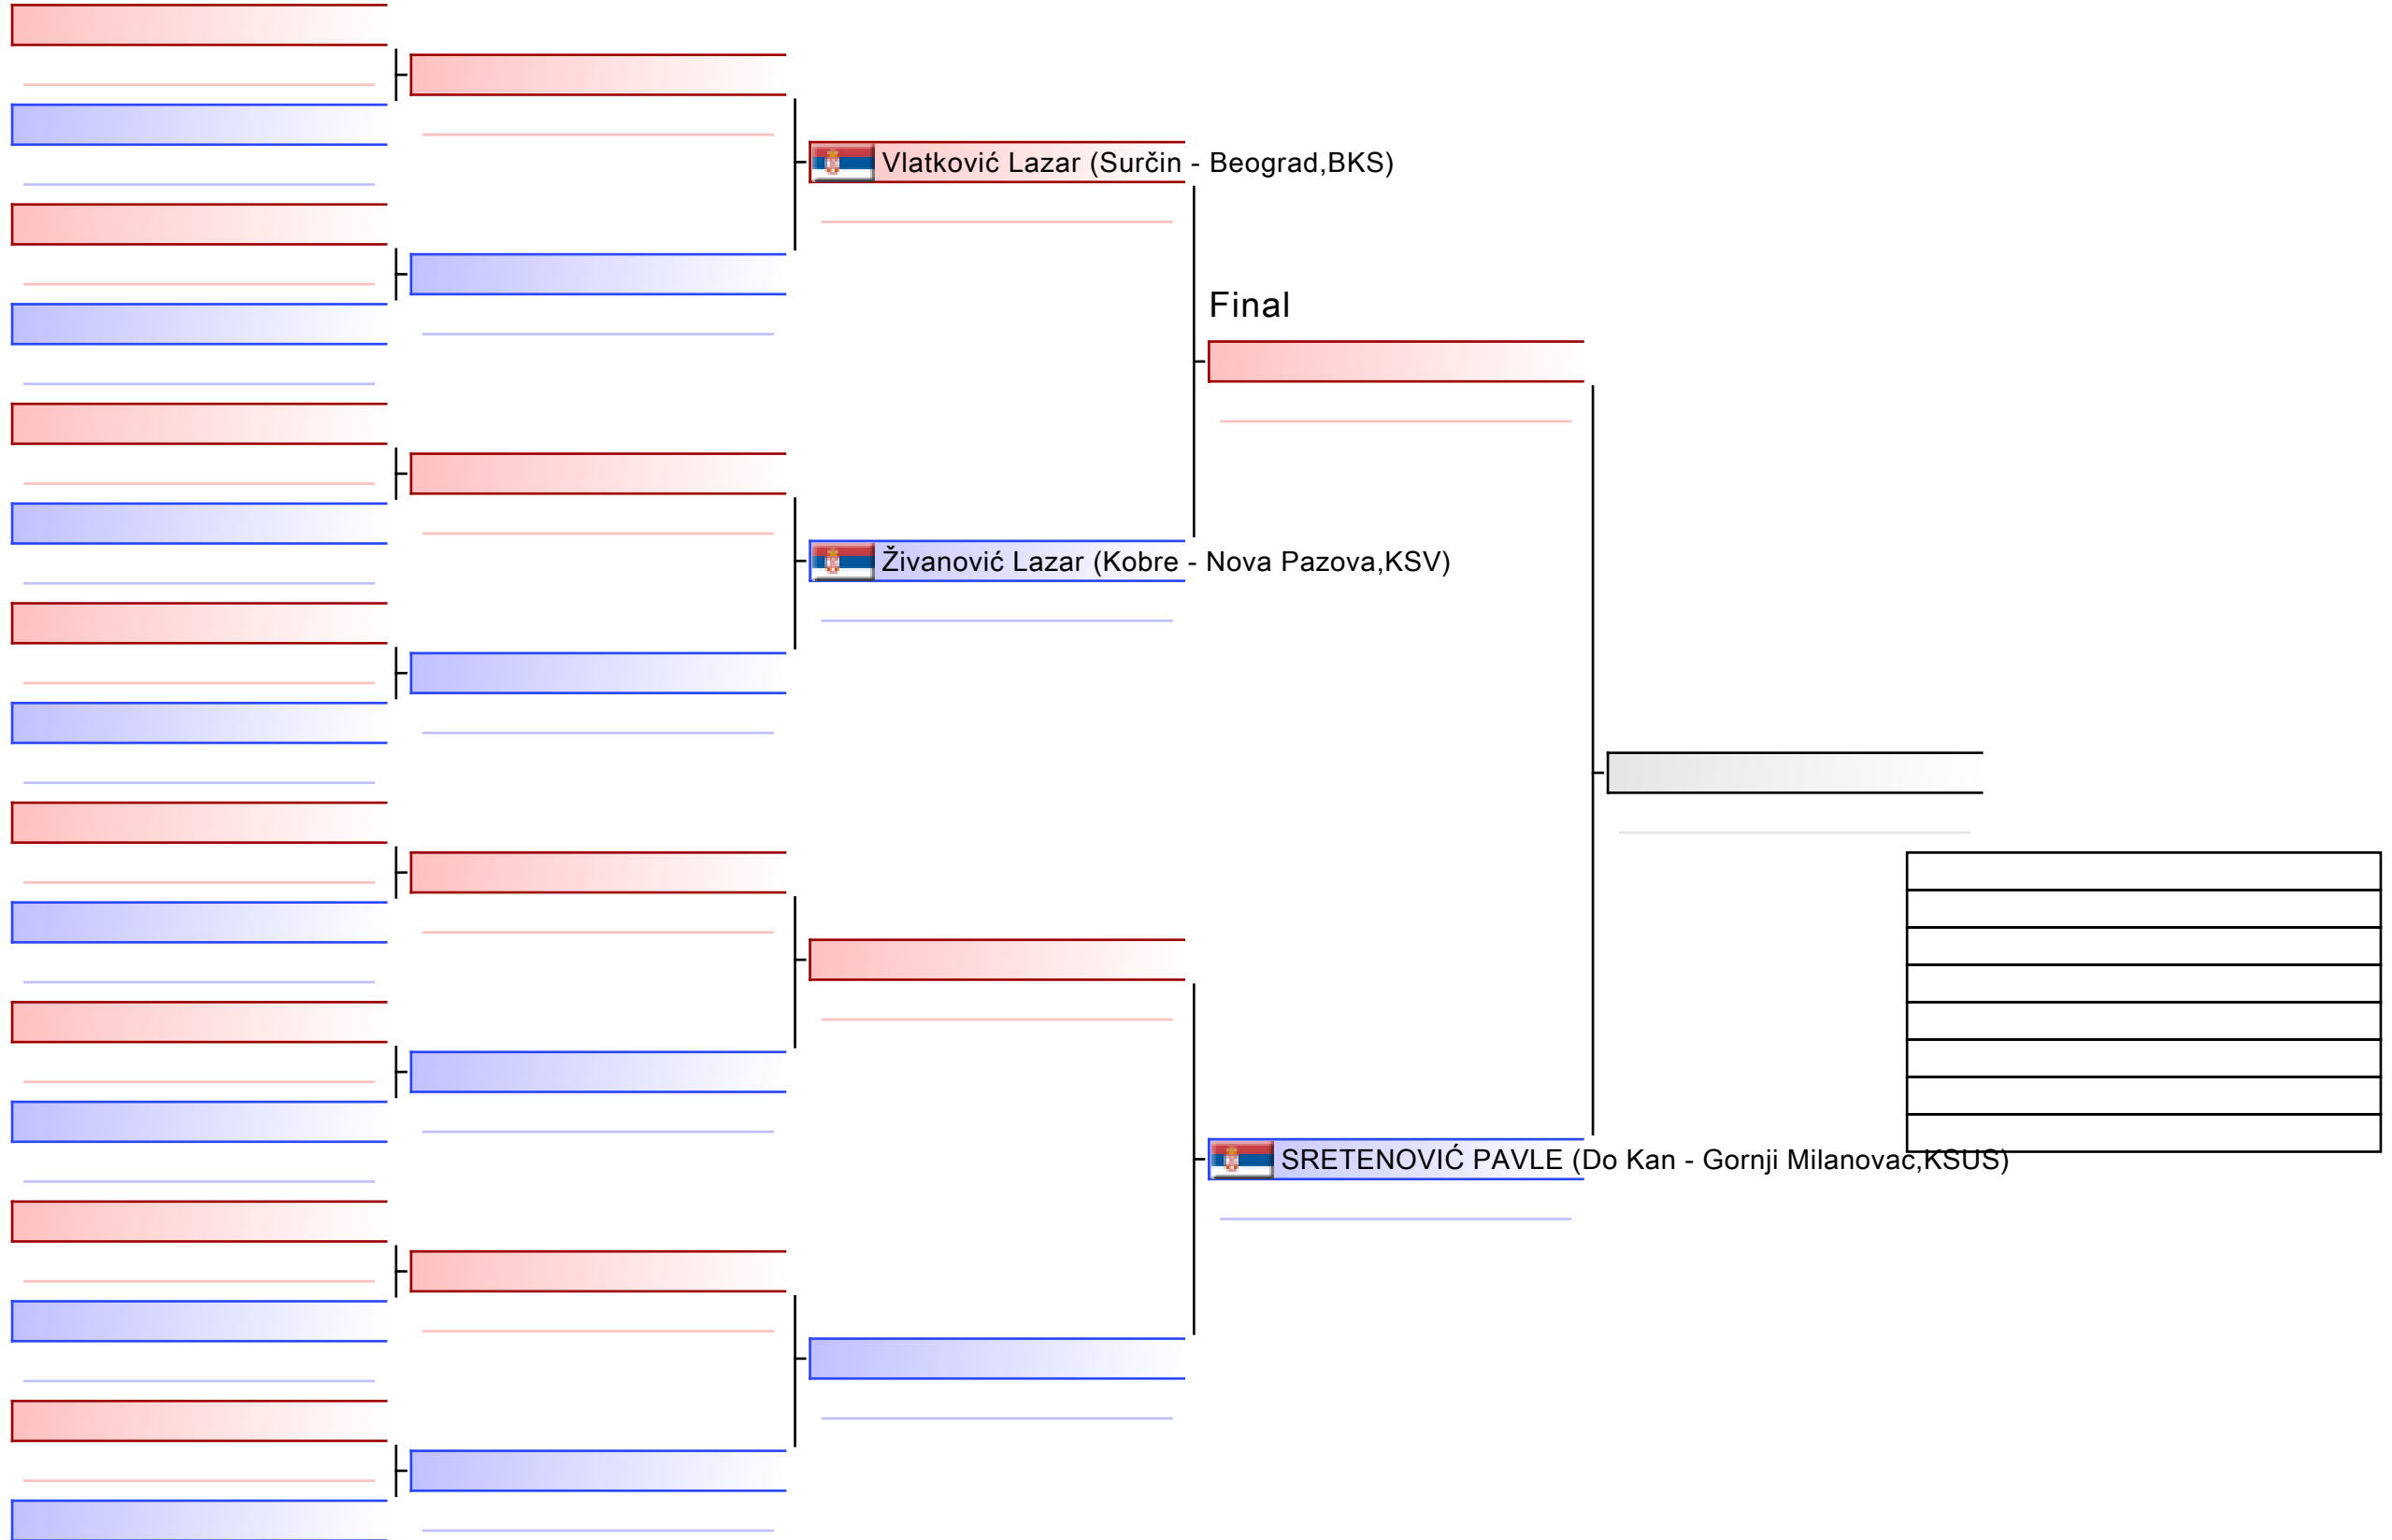 Vlatković Lazar (Surčin - Beograd,BKS)
Final
Živanović Lazar (Kobre - Nova Pazova,KSV)
SRETENOVIĆ PAVLE (Do Kan - Gornji Milanovac,KSUS)